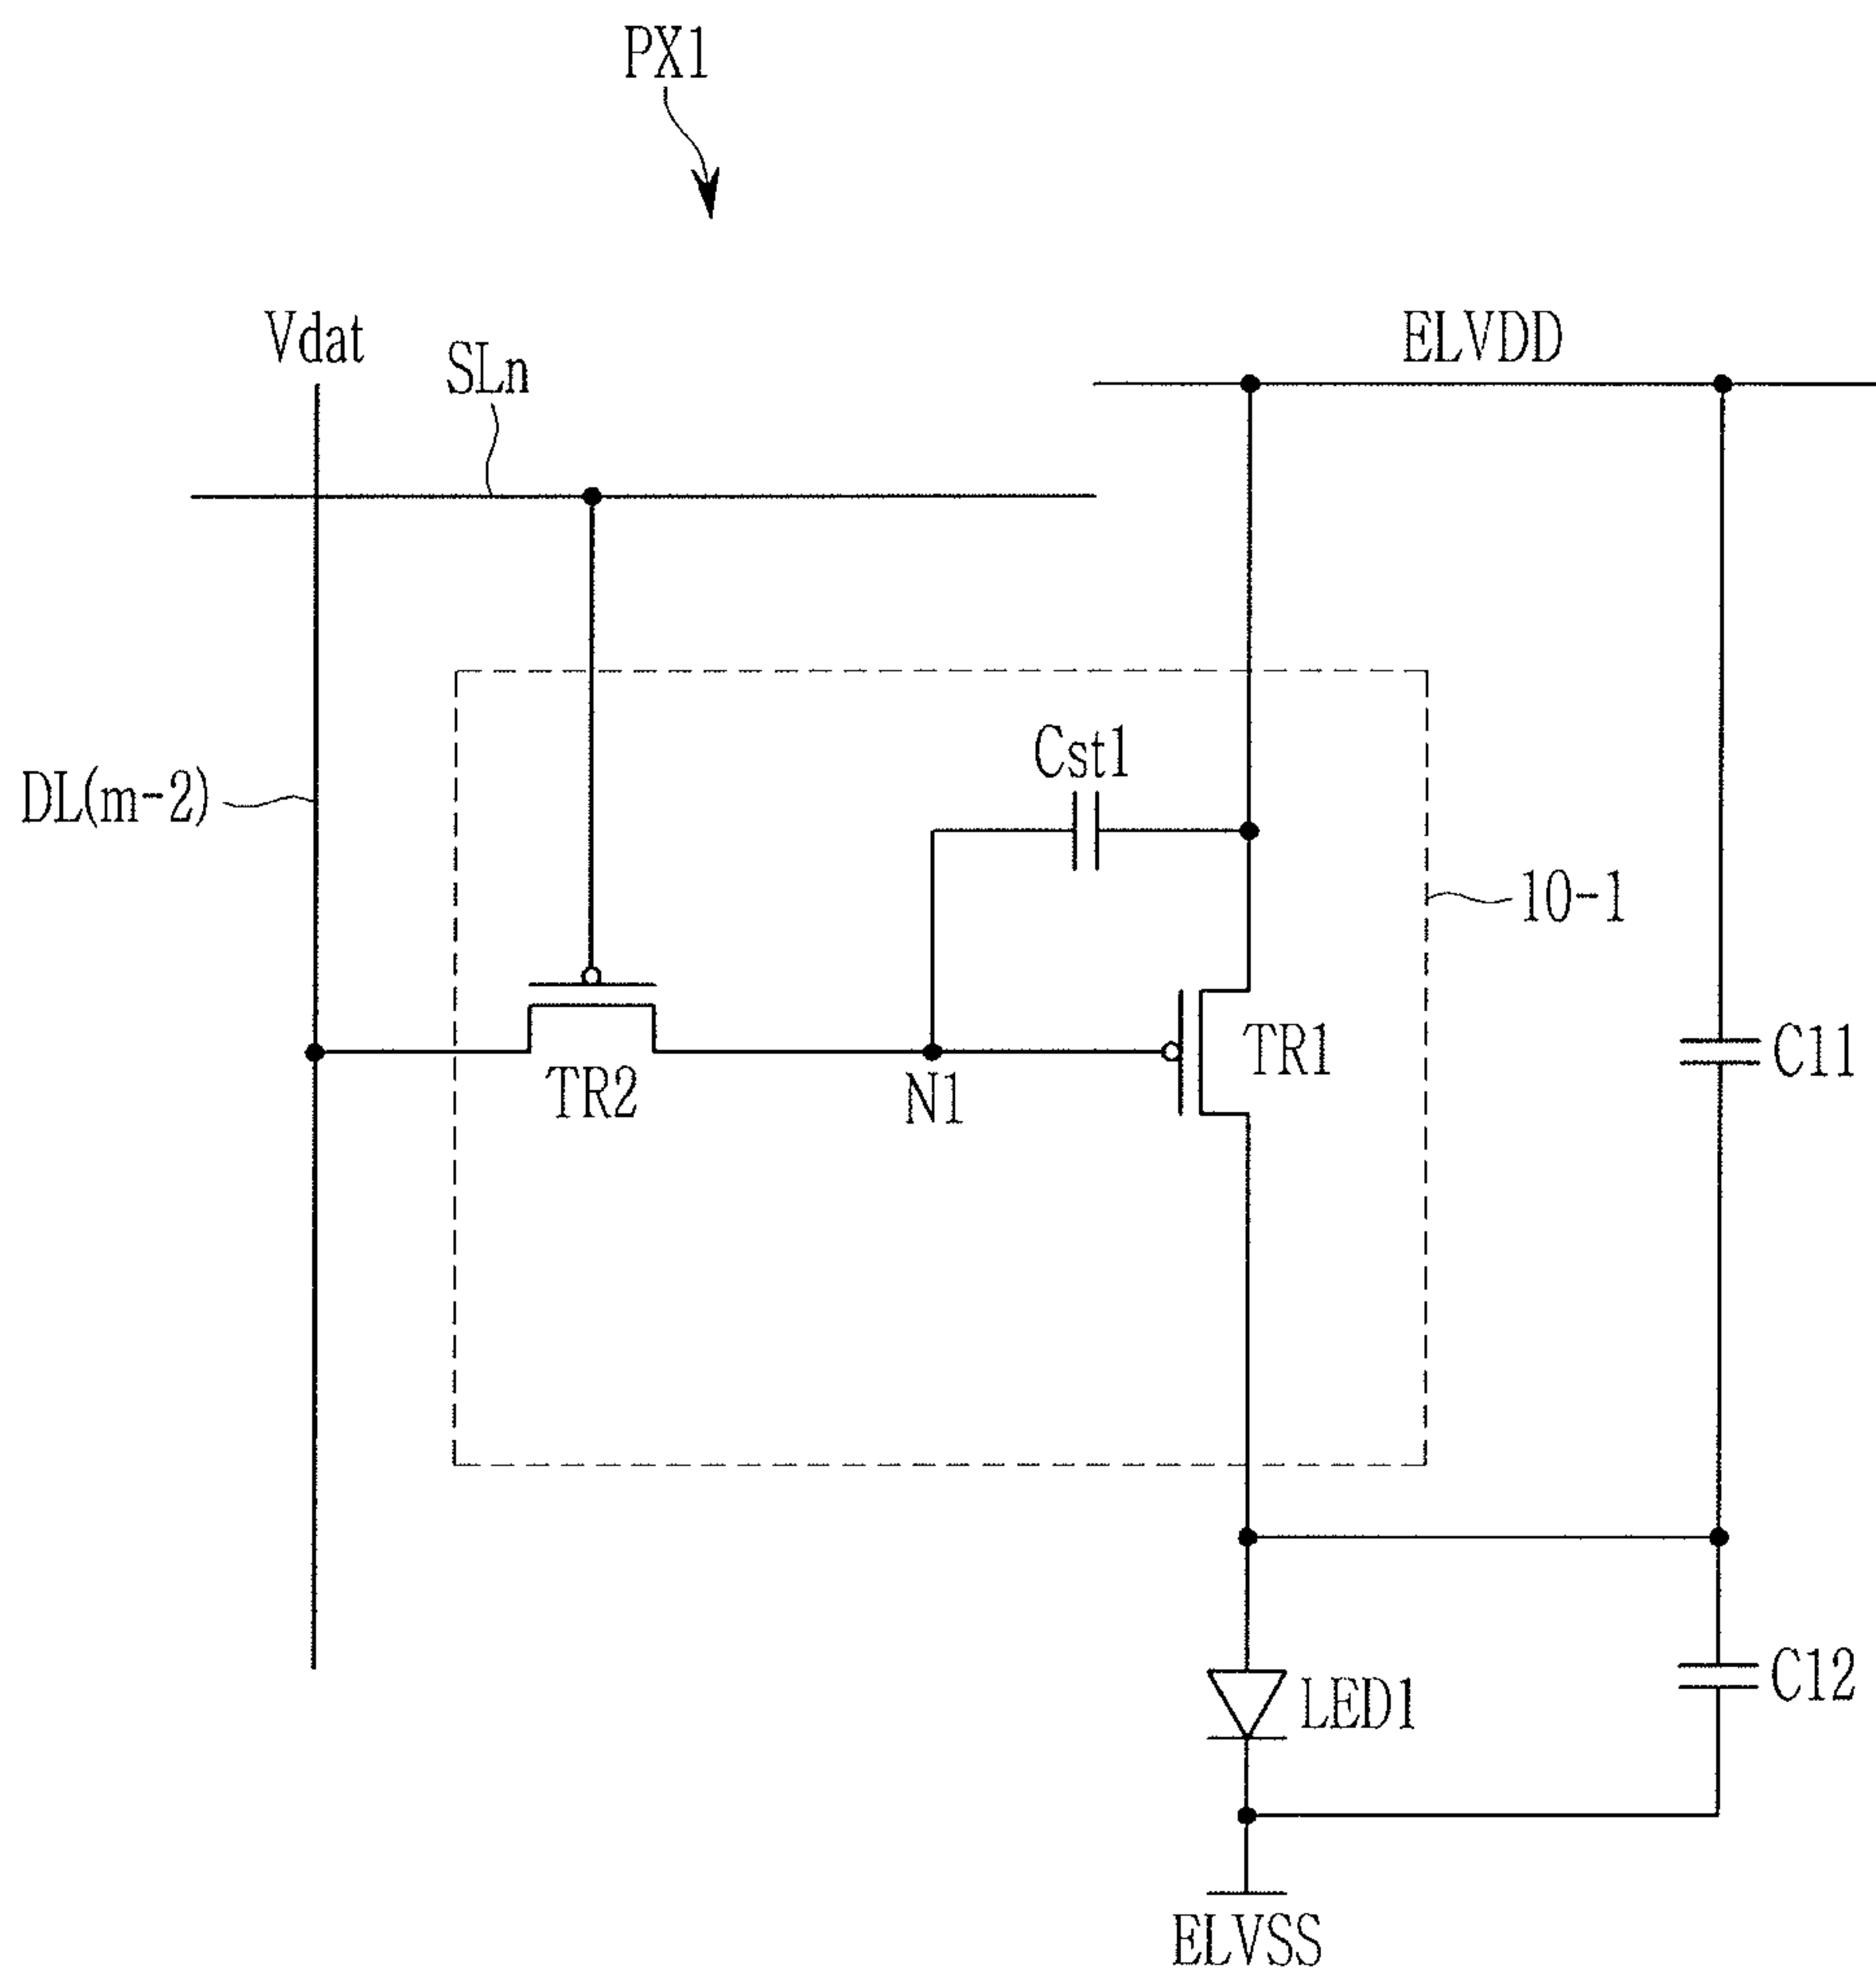 PX1
Vdat
SLn
ELVDD
DL(m-2)
Cst1
10-1
TR2
N1
TR1
C11
LED1
C12
ELVSS